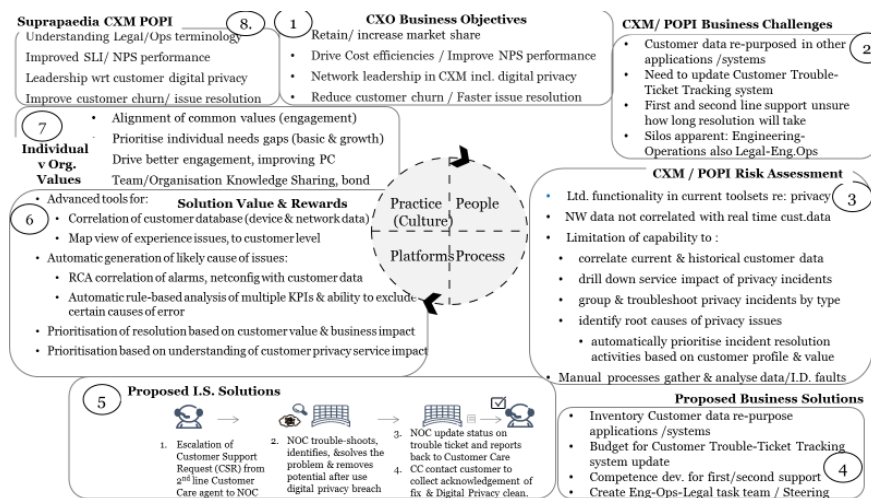 Suprapaedia CXM POPI
8.
Understanding Legal/Ops terminology
Improved SLI/ NPS performance
Leadership wrt customer digital privacy
Improve customer churn/ issue resolution
1
CXO Business Objectives
Retain/ increase market share
• Drive Cost efficiencies / Improve NPS performance
• Network leadership in CXM incl. digital privacy
• Reduce customer churn / Faster issue resolution
CXM/ POPI Business Challenges
2
• Customer data re-purposed in other
applications /systems
• Need to update Customer Trouble-
Ticket Tracking system
• First and second line support unsure
how long resolution will take
• Silos apparent: Engineering-
Operations also Legal-Eng.Ops
7
Individual
v Org.
Values
• Alignment of common values (engagement)
• Prioritise individual needs gaps (basic & growth)
Drive better engagement, improving PC
Team/Organisation Knowledge Sharing, bond
Practice
(Culture)
People
Platforms
Process
CXM / POPI Risk Assessment
3
• Ltd. functionality in current toolsets re: privacy
• NW data not correlated with real time cust.data
• Limitation of capability to :
• correlate current & historical customer data
• drill down service impact of privacy incidents
• group & troubleshoot privacy incidents by type
• identify root causes of privacy issues
• automatically prioritise incident resolution
activities based on customer profile & value
• Manual processes gather & analyse data/I.D. faults
6
Solution Value & Rewards
• Advanced tools for:
• Correlation of customer database (device & network data)
• Map view of experience issues, to customer level
• Automatic generation of likely cause of issues:
• RCA correlation of alarms, netconfig with customer data
• Automatic rule-based analysis of multiple KPIs & ability to exclude
certain causes of error
• Prioritisation of resolution based on customer value & business impact
• Prioritisation based on understanding of customer privacy service impact
5
Proposed I.S. Solutions
1. Escalation of
Customer Support
Request (CSR) from
2nd line Customer
Care agent to NOC
2. NOC trouble-shoots,
identifies, &solves the
problem & removes
potential after use
digital privacy breach
3. NOC update status on
trouble ticket and reports
back to Customer Care
4. CC contact customer to
collect acknowledgement of
fix & Digital Privacy clean.
Proposed Business Solutions
4
• Inventory Customer data re-purpose
applications /systems
• Budget for Customer Trouble-Ticket Tracking
system update
• Competence dev. for first/second support
• Create Eng-Ops-Legal task team / Steering